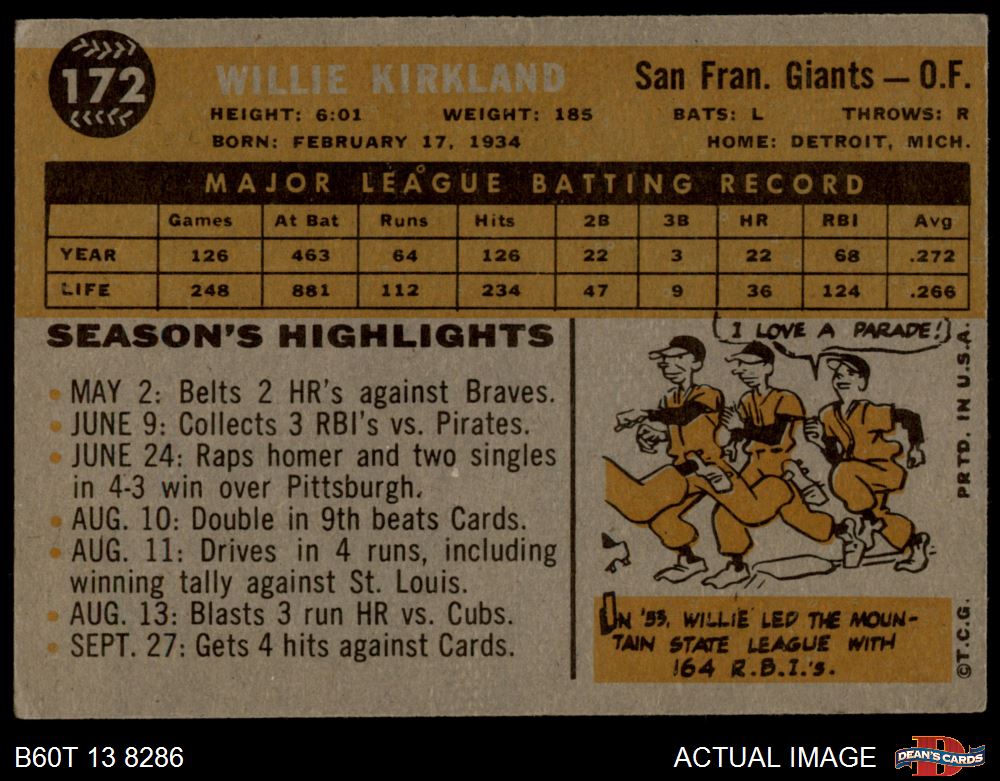 172
WILLIE KIRKLAND
San Fran. Giants — O.F.
HEIGHT: 6:01 WEIGHT: 185 BATS: L THROWS: R
BORN: FEBRUARY 17, 1934 HOME: DETROIT, MICH.
MAJOR LEAGUE BATTING RECORD
Games At Bat Runs Hits 2B 3B HR RBI Avg
YEAR 126 463 64 126 22 3 22 68 .272
LIFE 248 881 112 234 47 9 36 124 .266
SEASON'S HIGHLIGHTS
• MAY 2: Belts 2 HR's against Braves.
• JUNE 9: Collects 3 RBI's vs. Pirates.
• JUNE 24: Raps homer and two singles
in 4-3 win over Pittsburgh.
• AUG. 10: Double in 9th beats Cards.
• AUG. 11: Drives in 4 runs, including
winning tally against St. Louis.
• AUG. 13: Blasts 3 run HR vs. Cubs.
• SEPT. 27: Gets 4 hits against Cards.
I LOVE A PARADE!
IN '53, WILLIE LED THE MOUN-
TAIN STATE LEAGUE WITH
164 R.B.I.'s.
PRTD. IN U.S.A.
©T.C.G.
B60T 13 8286
ACTUAL IMAGE
D
DEAN'S CARDS